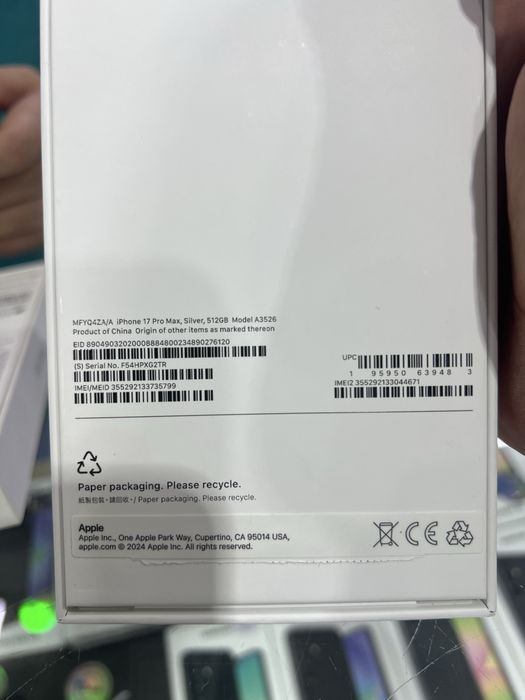 MFYQ4ZA/A iPhone 17 Pro Max, Silver, 512GB Model A3526
Product of China Origin of other items as marked thereon
EID 89049032020008884800234890276120
(S) Serial No. F54HPXG2TR
UPC
1 95950 63948 3
IMEI/MEID 355292133735799
IMEI2 355292133044671
Paper packaging. Please recycle.
紙製包裝，請回收。/ Paper packaging. Please recycle.
Apple
Apple Inc., One Apple Park Way, Cupertino, CA 95014 USA,
apple.com © 2024 Apple Inc. All rights reserved.
CE